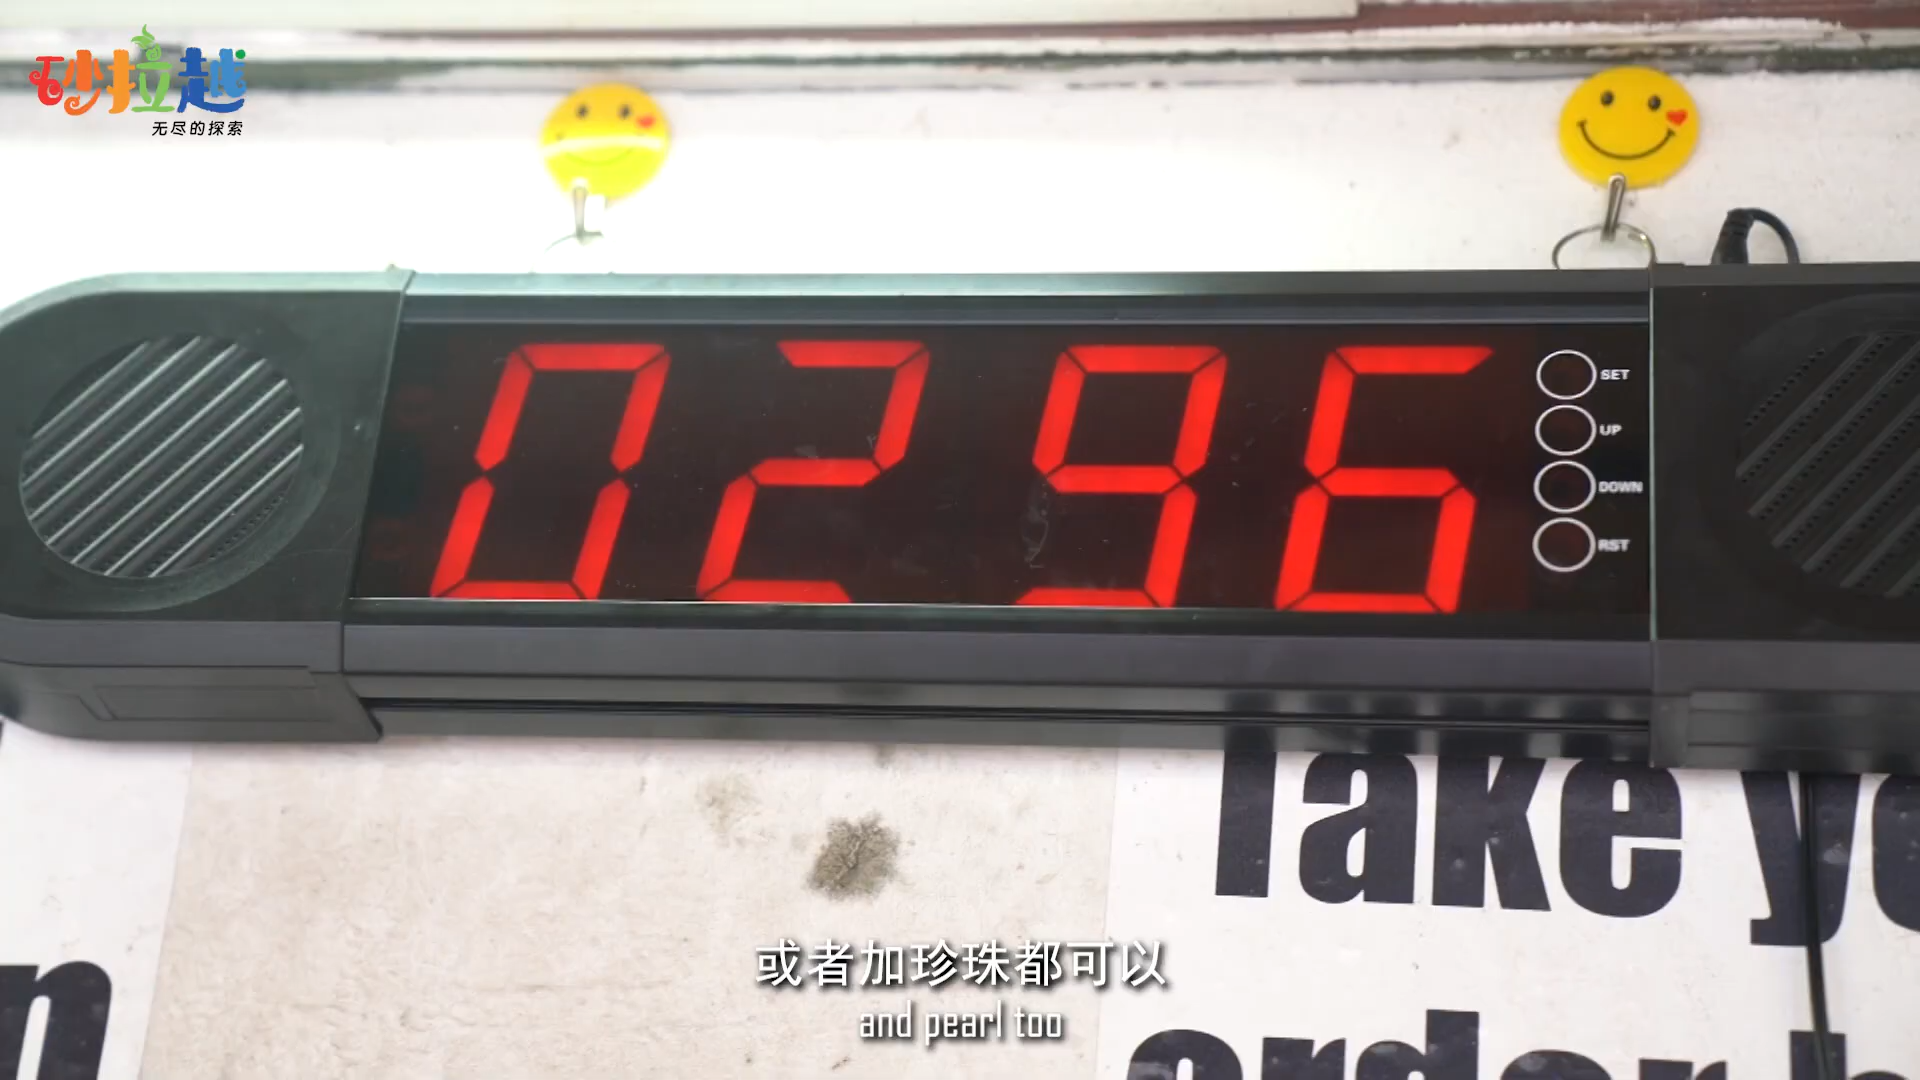 砂拉越
无尽的探索
0296
SET
UP
DOWN
RST
Take yo
n
order h
或者加珍珠都可以
and pearl too